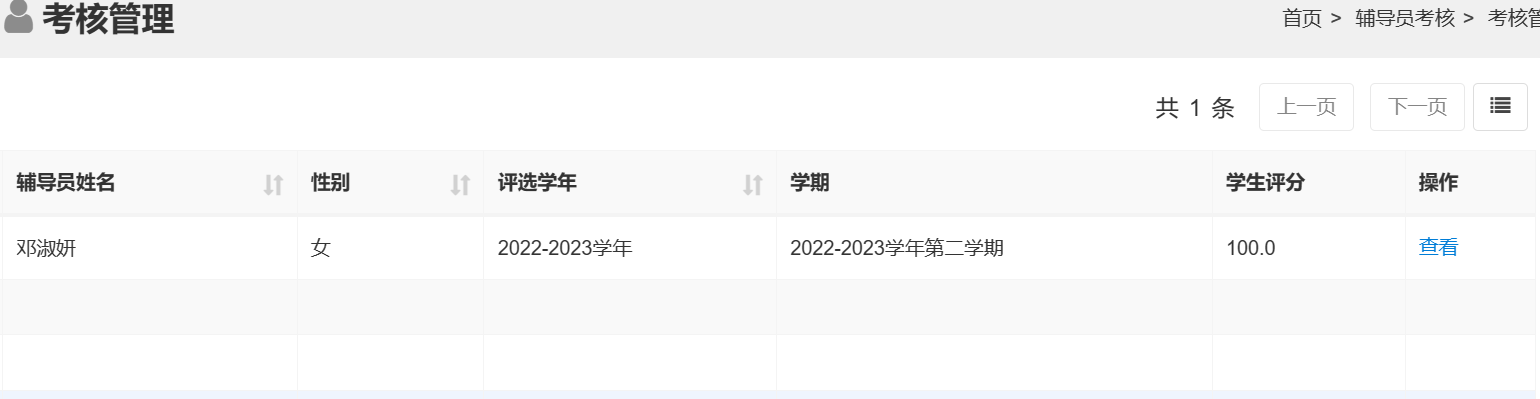 考核管理
首页 > 辅导员考核 > 考核管
共 1 条 上一页 下一页
辅导员姓名 性别 评选学年 学期 学生评分 操作
邓淑妍 女 2022-2023学年 2022-2023学年第二学期 100.0 查看